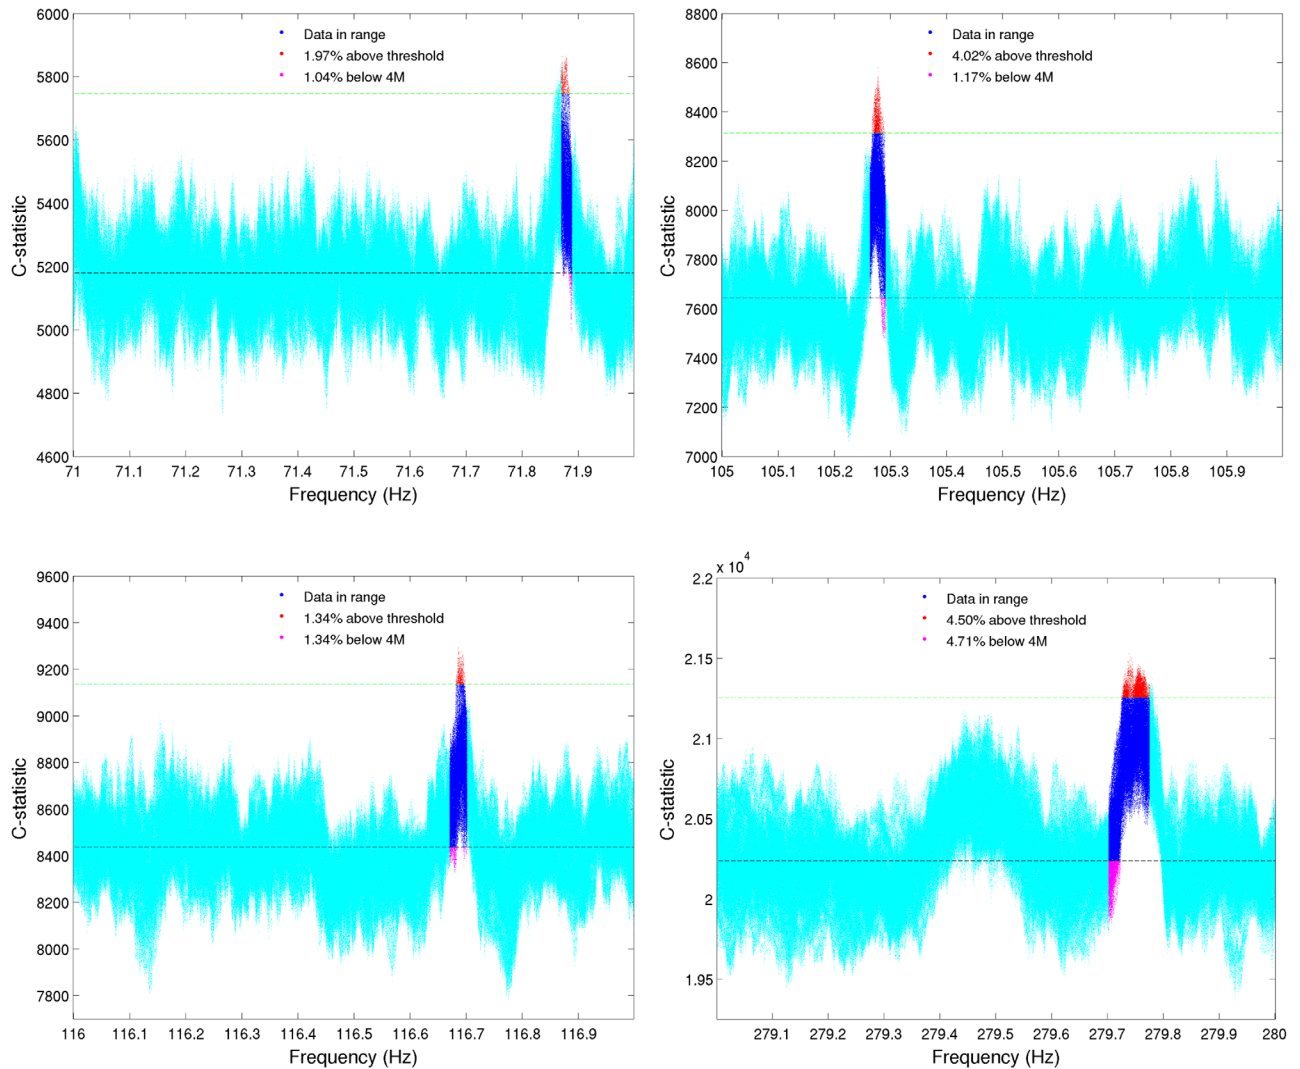 6000
5800
5600
5400
5200
5000
4800
4600
C-statistic
Data in range
1.97% above threshold
1.04% below 4M
71 71.1 71.2 71.3 71.4 71.5 71.6 71.7 71.8 71.9
Frequency (Hz)
8800
8600
8400
8200
8000
7800
7600
7400
7200
7000
C-statistic
Data in range
4.02% above threshold
1.17% below 4M
105 105.1 105.2 105.3 105.4 105.5 105.6 105.7 105.8 105.9
Frequency (Hz)
9600
9400
9200
9000
8800
8600
8400
8200
8000
7800
C-statistic
Data in range
1.34% above threshold
1.34% below 4M
116 116.1 116.2 116.3 116.4 116.5 116.6 116.7 116.8 116.9
Frequency (Hz)
x 10^4
2.2
2.15
2.1
2.05
2
1.95
C-statistic
Data in range
4.50% above threshold
4.71% below 4M
279.1 279.2 279.3 279.4 279.5 279.6 279.7 279.8 279.9 280
Frequency (Hz)